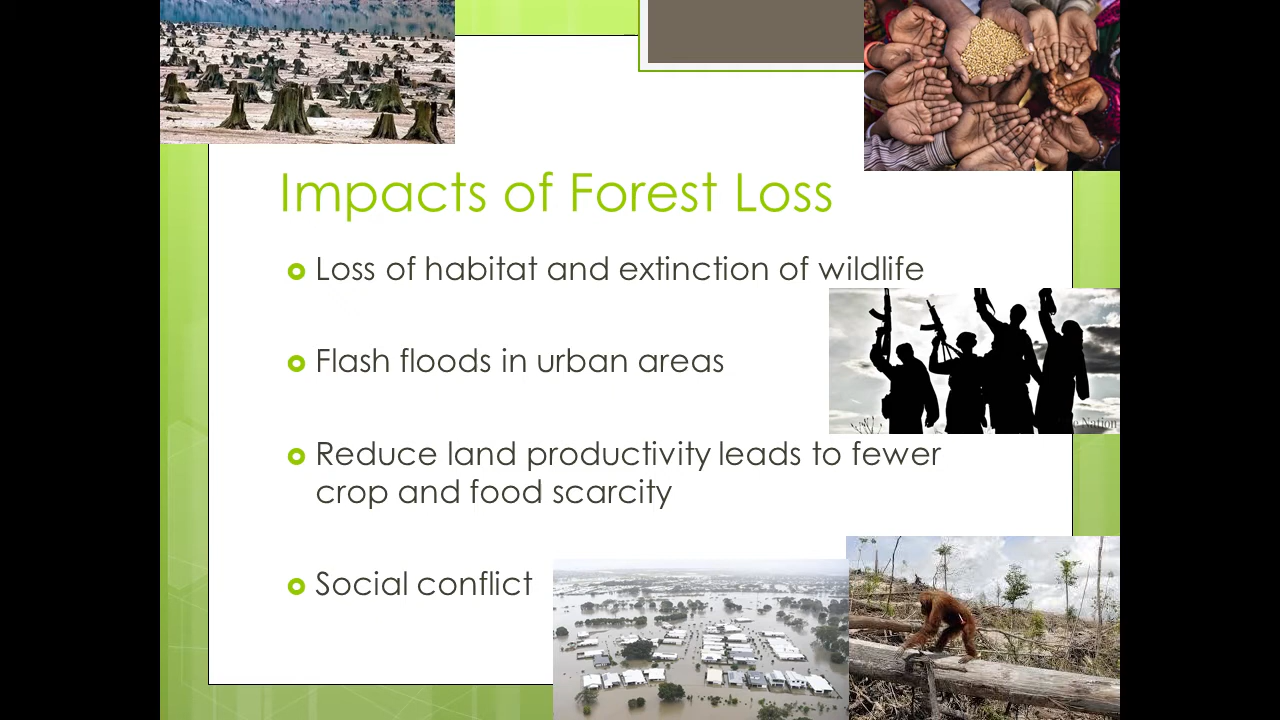 Impacts of Forest Loss
Loss of habitat and extinction of wildlife
Flash floods in urban areas
Reduce land productivity leads to fewer
crop and food scarcity
Social conflict
Nation